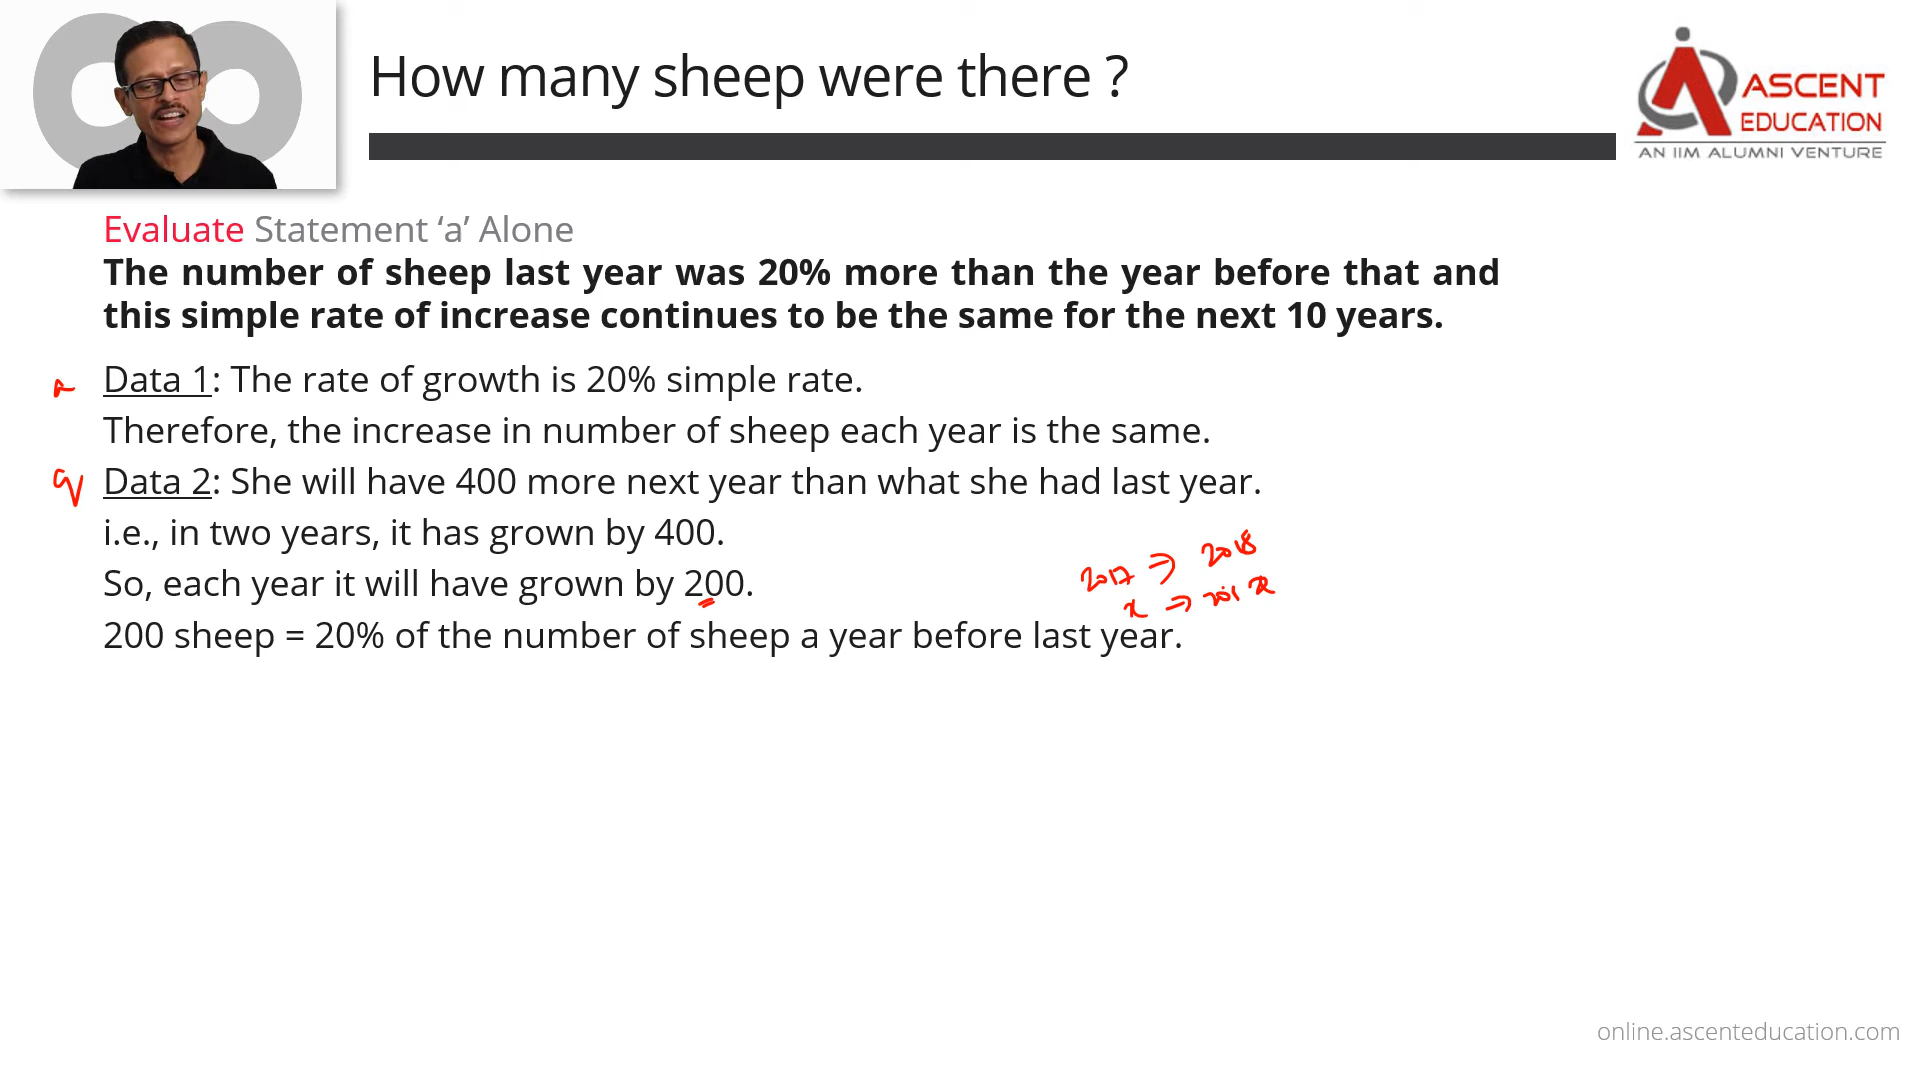 How many sheep were there ?
ASCENT
EDUCATION
AN IIM ALUMNI VENTURE
Evaluate Statement ‘a’ Alone
The number of sheep last year was 20% more than the year before that and
this simple rate of increase continues to be the same for the next 10 years.
a Data 1: The rate of growth is 20% simple rate.
Therefore, the increase in number of sheep each year is the same.
q Data 2: She will have 400 more next year than what she had last year.
i.e., in two years, it has grown by 400.
2017 ⇒ 2018
So, each year it will have grown by 200.
x ⇒ 20% x
200 sheep = 20% of the number of sheep a year before last year.
online.ascenteducation.com